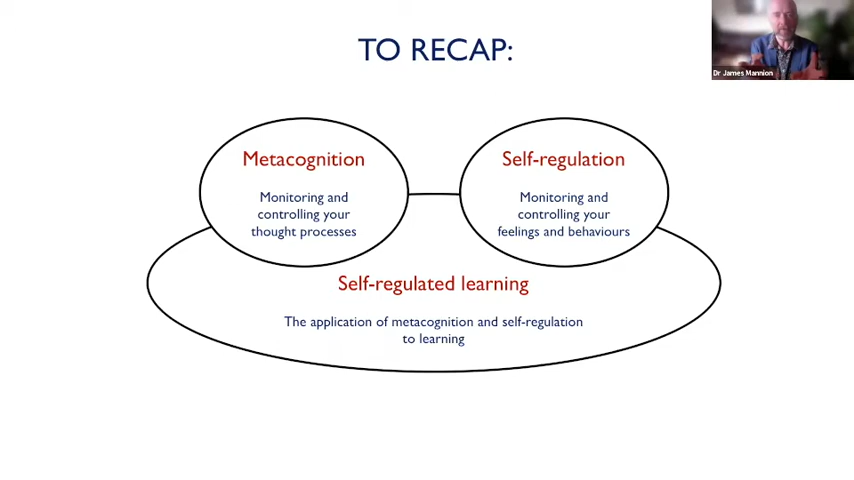 TO RECAP:
Dr James Mannion
Metacognition
Monitoring and
controlling your
thought processes
Self-regulation
Monitoring and
controlling your
feelings and behaviours
Self-regulated learning
The application of metacognition and self-regulation
to learning